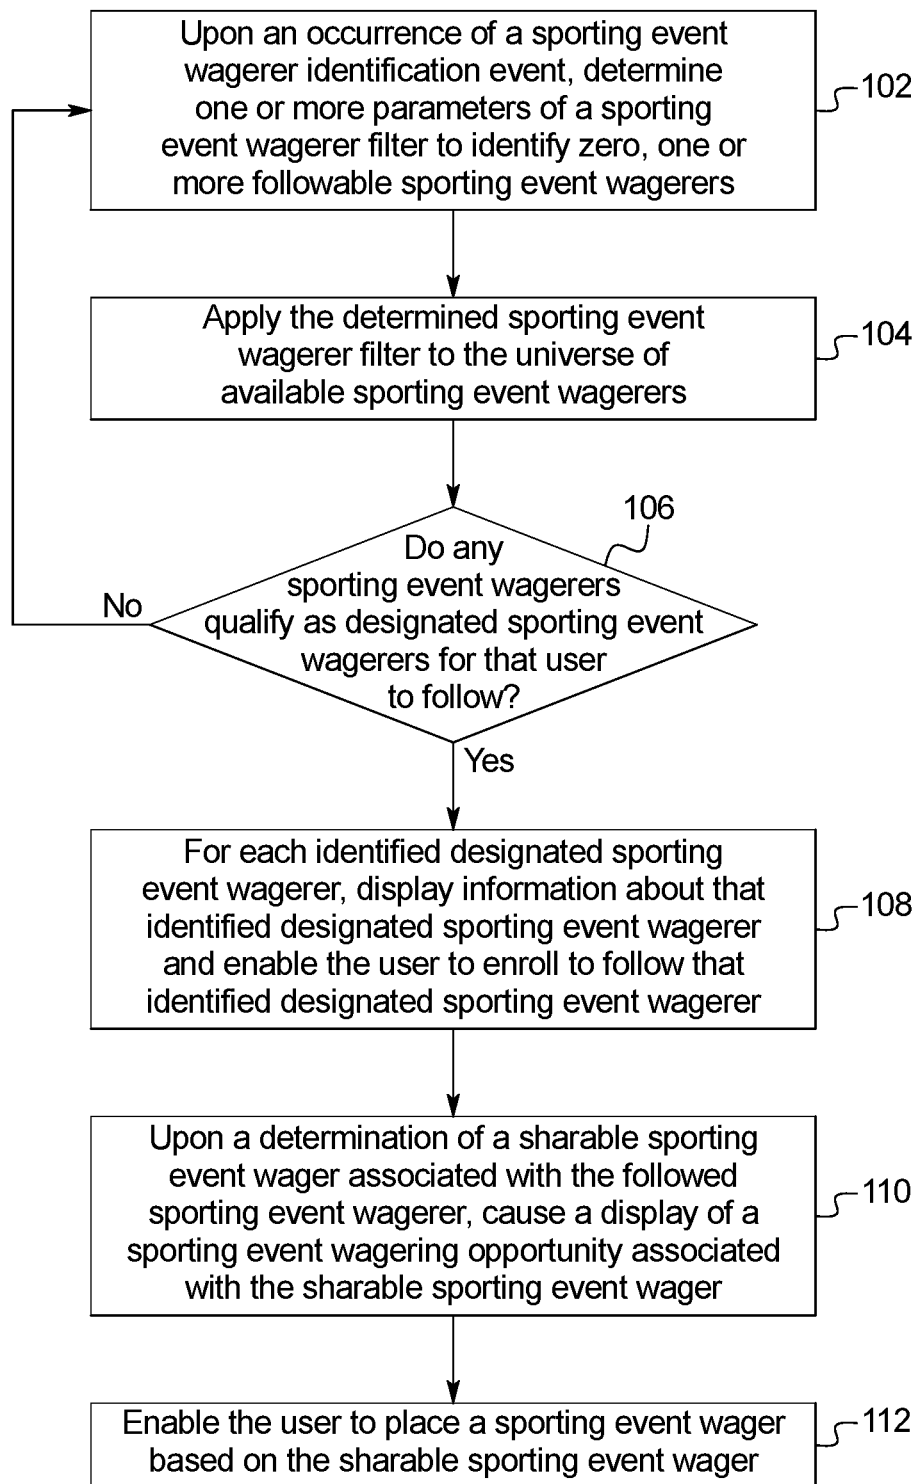 Upon an occurrence of a sporting event
wagerer identification event, determine
one or more parameters of a sporting
event wagerer filter to identify zero, one or
more followable sporting event wagerers
102
Apply the determined sporting event
wagerer filter to the universe of
available sporting event wagerers
104
106
Do any
sporting event wagerers
qualify as designated sporting event
wagerers for that user
to follow?
No
Yes
For each identified designated sporting
event wagerer, display information about that
identified designated sporting event wagerer
and enable the user to enroll to follow that
identified designated sporting event wagerer
108
Upon a determination of a sharable sporting
event wager associated with the followed
sporting event wagerer, cause a display of a
sporting event wagering opportunity associated
with the sharable sporting event wager
110
Enable the user to place a sporting event wager
based on the sharable sporting event wager
112